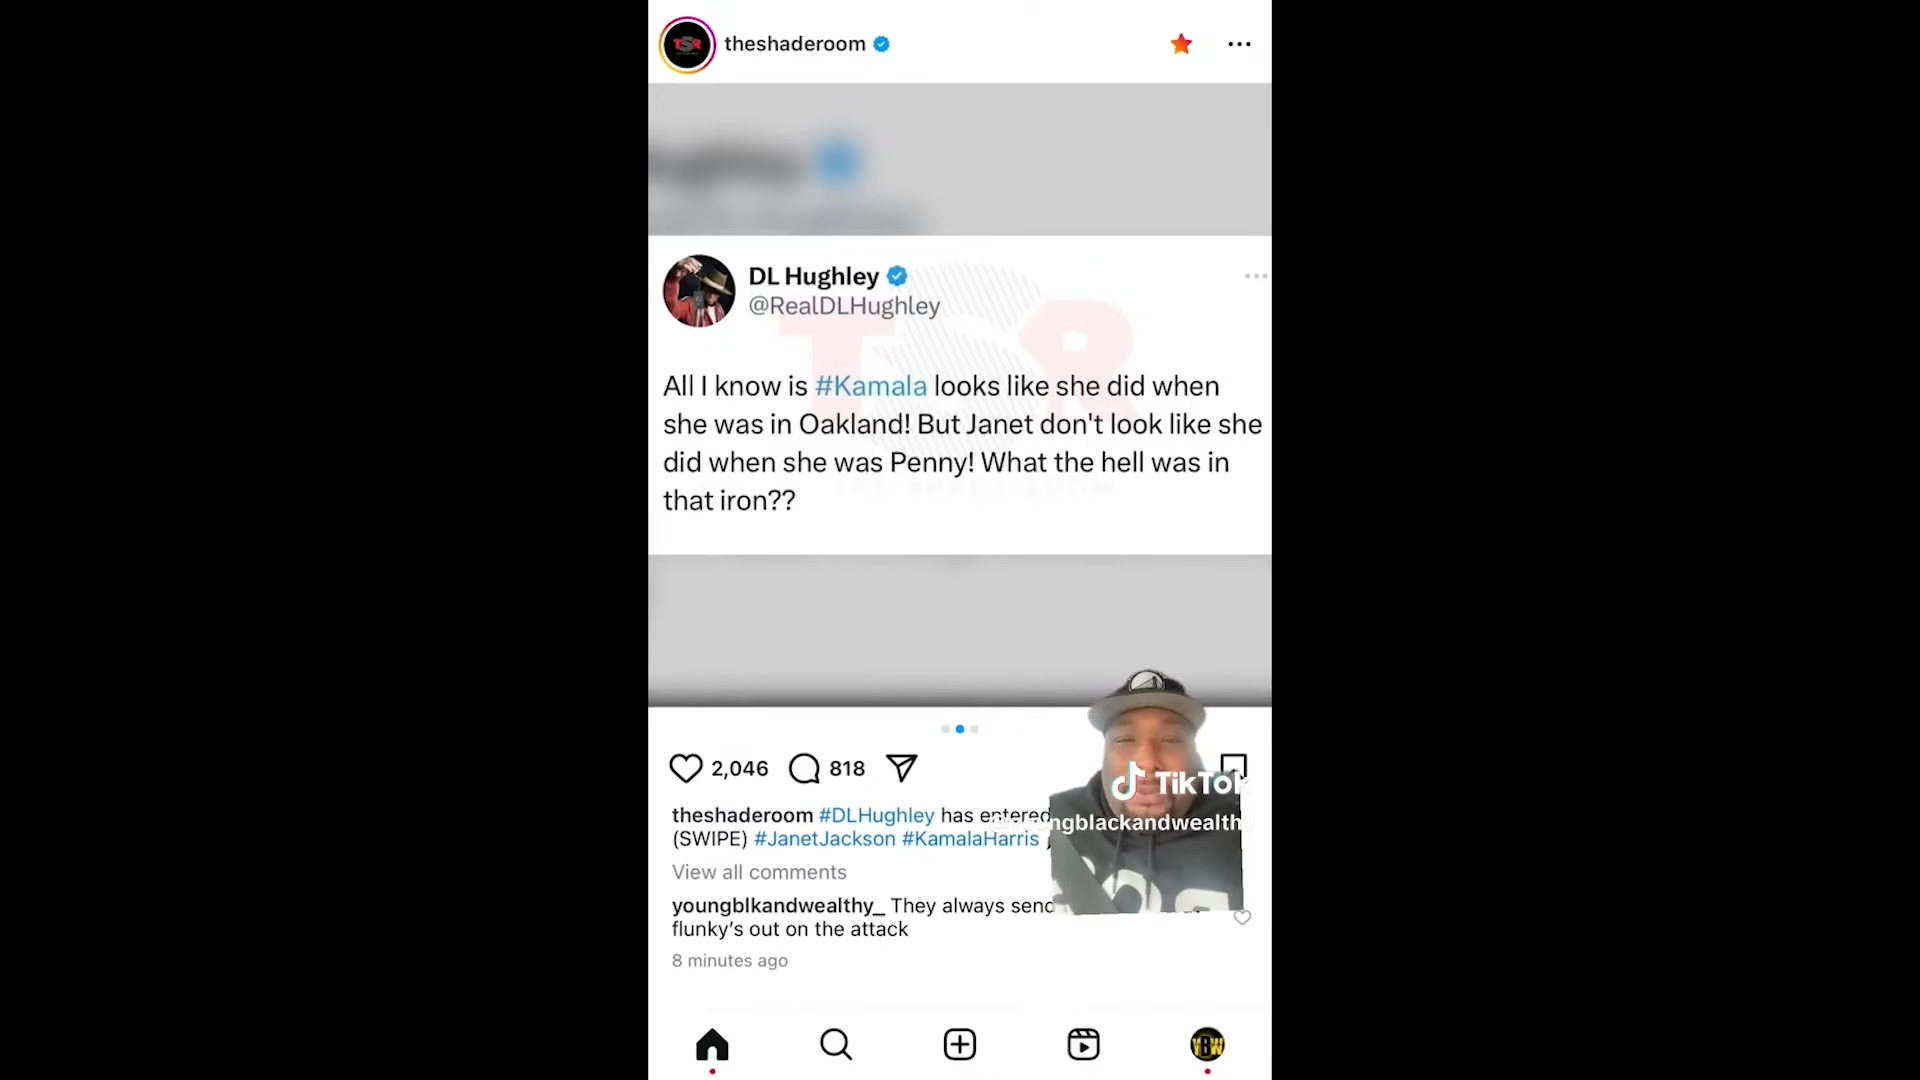 theshaderoom
DL Hughley
@RealDLHughley
TSR
All I know is #Kamala looks like she did when
she was in Oakland! But Janet don't look like she
did when she was Penny! What the hell was in
that iron??
2,046 818
TikTok
theshaderoom #DLHughley has entered
@youngblackandwealthy
(SWIPE) #JanetJackson #KamalaHarris
View all comments
youngblkandwealthy_ They always send
flunky's out on the attack
8 minutes ago
YBW